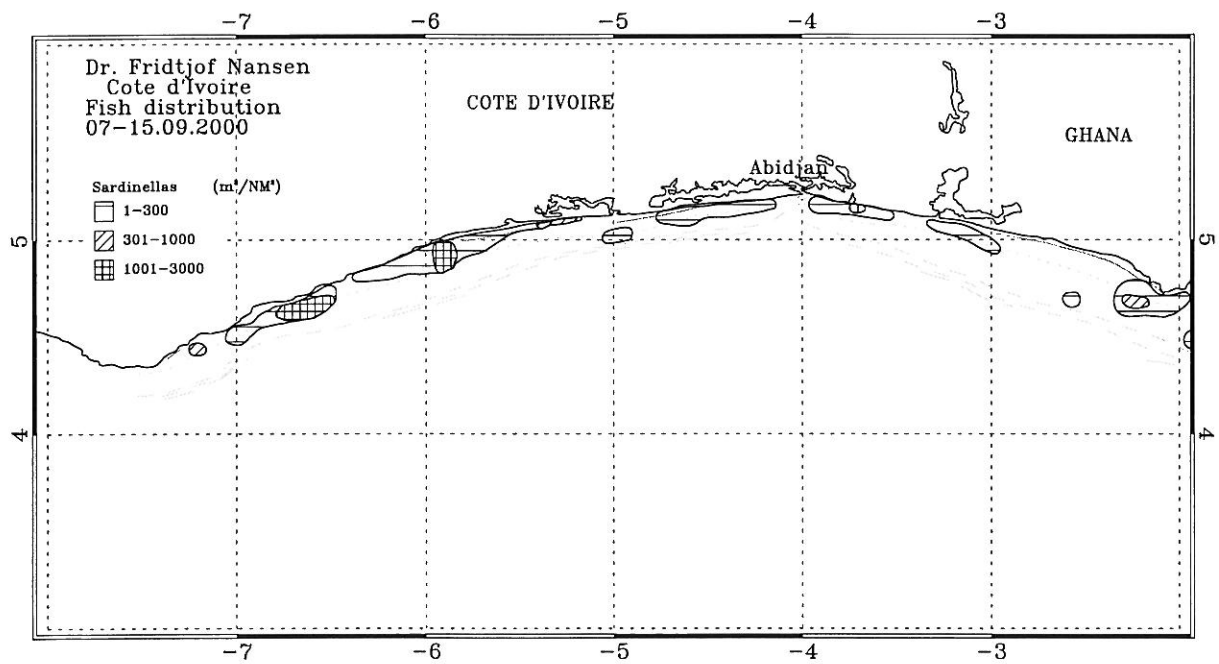 -7 -6 -5 -4 -3
Dr. Fridtjof Nansen
Cote d'Ivoire
Fish distribution
07-15.09.2000
COTE D'IVOIRE
GHANA
Abidjan
Sardinellas (m²/NM²)
1-300
301-1000
1001-3000
5 5
4 4
-7 -6 -5 -4 -3